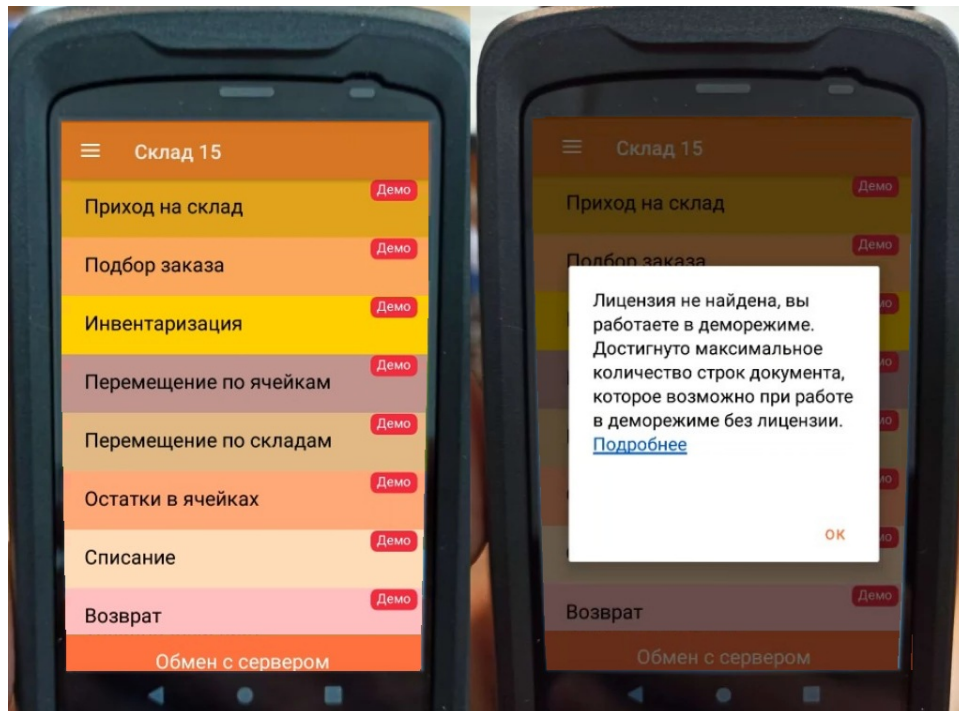 Склад 15
Демо
Приход на склад
Демо
Подбор заказа
Демо
Инвентаризация
Демо
Перемещение по ячейкам
Демо
Перемещение по складам
Демо
Остатки в ячейках
Демо
Списание
Демо
Возврат
Обмен с сервером
Склад 15
Демо
Приход на склад
Демо
Подбор заказа
Лицензия не найдена, вы
работаете в деморежиме.
Достигнуто максимальное
количество строк документа,
которое возможно при работе
в деморежиме без лицензии.
Подробнее
ОК
Демо
Возврат
Обмен с сервером